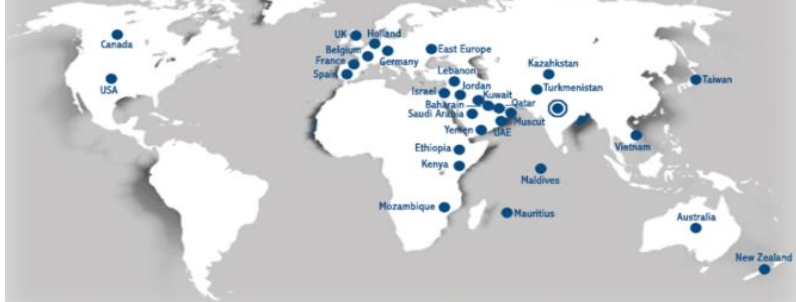 UK
Holland
Canada
Belgium
East Europe
France
Germany
Kazahkstan
Spain
Lebanon
Taiwan
USA
Israel
Jordan
Turkmenistan
Kuwait
Baharain
Qatar
Saudi Arabia
Muscut
Yemen
UAE
Ethiopia
Vietnam
Kenya
Maldives
Mozambique
Mauritius
Australia
New Zealand